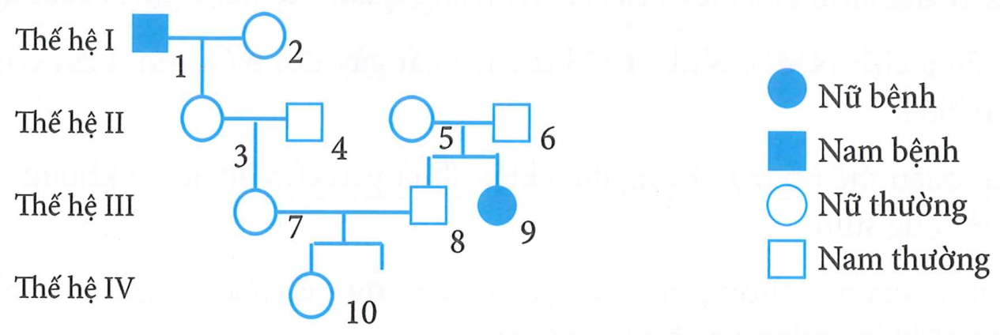 Thế hệ I
1
2
Thế hệ II
3
4
5
6
Thế hệ III
7
8
9
Thế hệ IV
10
Nữ bệnh
Nam bệnh
Nữ thường
Nam thường